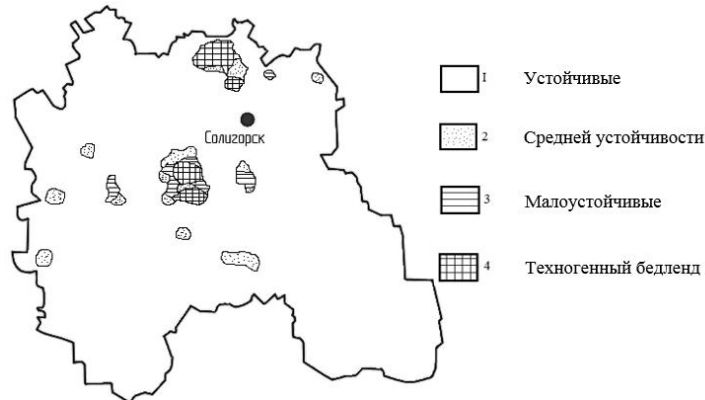 1 Устойчивые
2 Средней устойчивости
Солигорск
3 Малоустойчивые
4 Техногенный бедленд